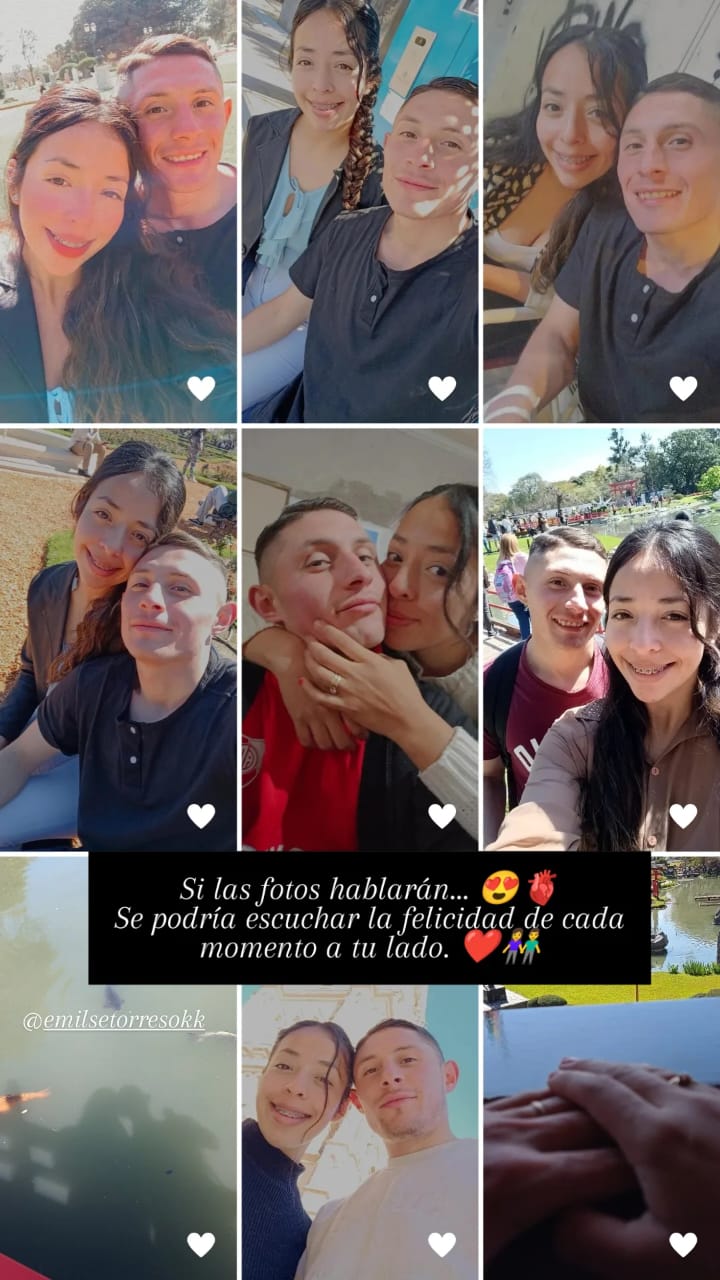 Si las fotos hablarán... 😍🫀
Se podría escuchar la felicidad de cada
momento a tu lado. ❤️👫
@emilsetorresokk